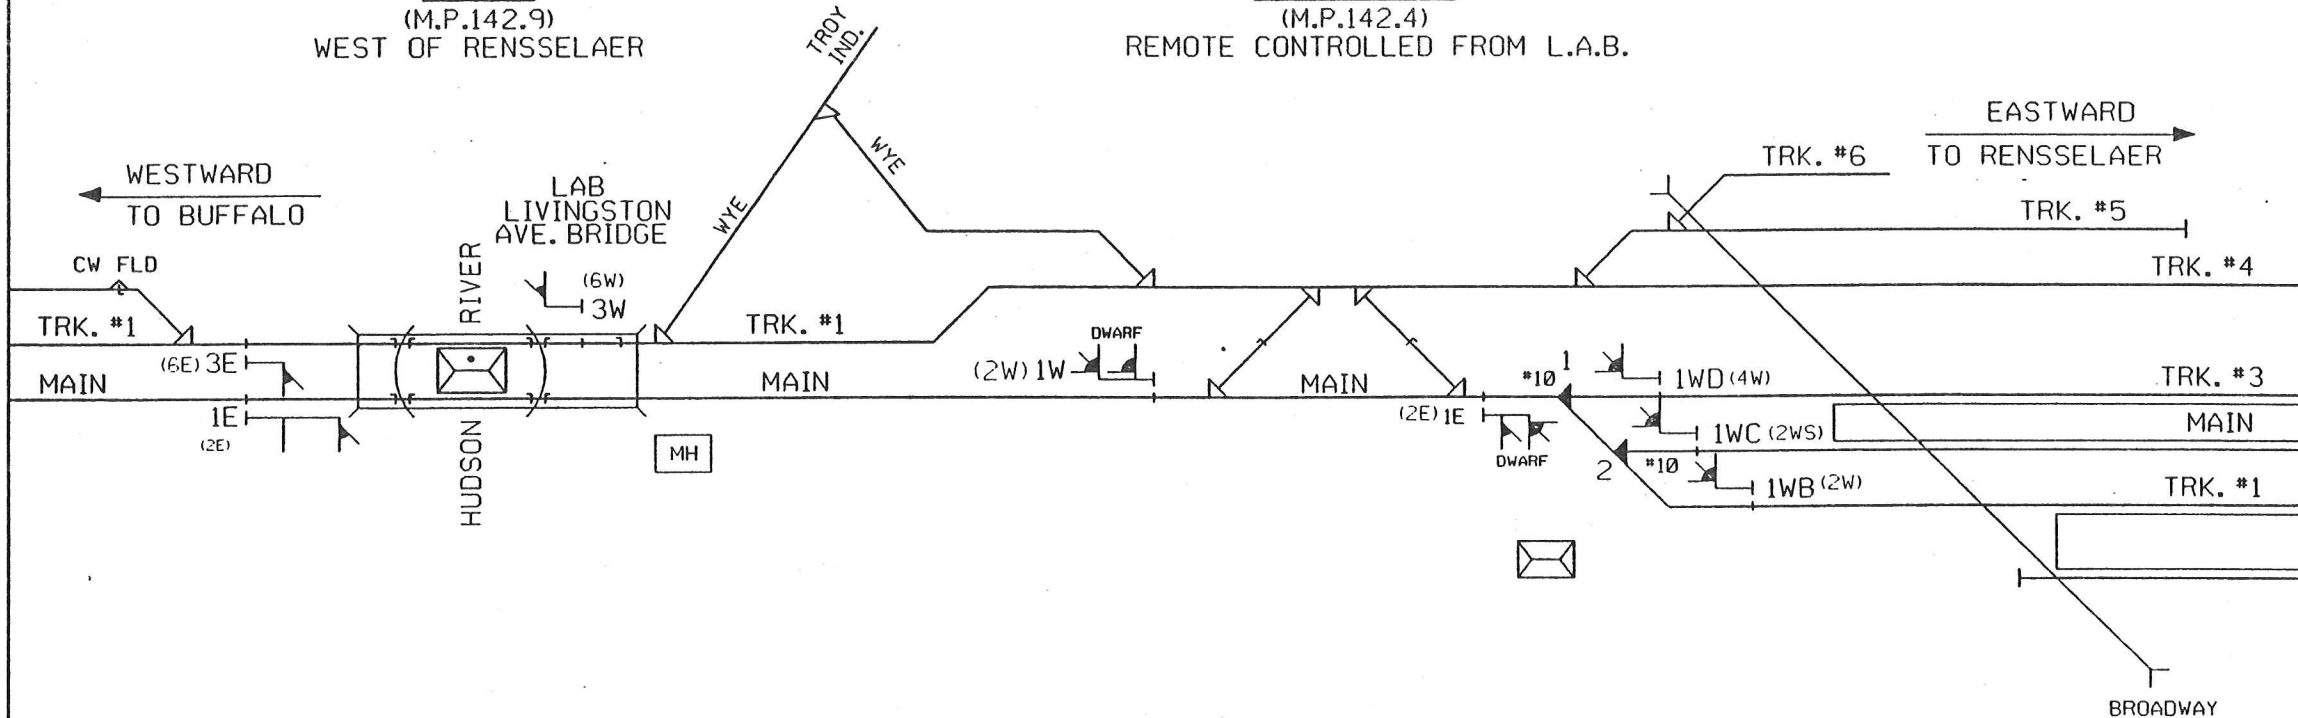 (M.P.142.9)
WEST OF RENSSELAER
(M.P.142.4)
REMOTE CONTROLLED FROM L.A.B.
TROY
IND.
WYE
WYE
EASTWARD
TO RENSSELAER
TRK. #6
TRK. #5
TRK. #4
WESTWARD
TO BUFFALO
LAB
LIVINGSTON
AVE. BRIDGE
CW FLD
RIVER
(6W)
3W
TRK. #1
TRK. #1
DWARF
(6E) 3E
(2W) 1W
MAIN
MAIN
MAIN
1
#10
1WD (4W)
TRK. #3
1E
(2E)
(2E) 1E
1WC (2WS)
MAIN
HUDSON
MH
DWARF
2
#10
1WB (2W)
TRK. #1
BROADWAY